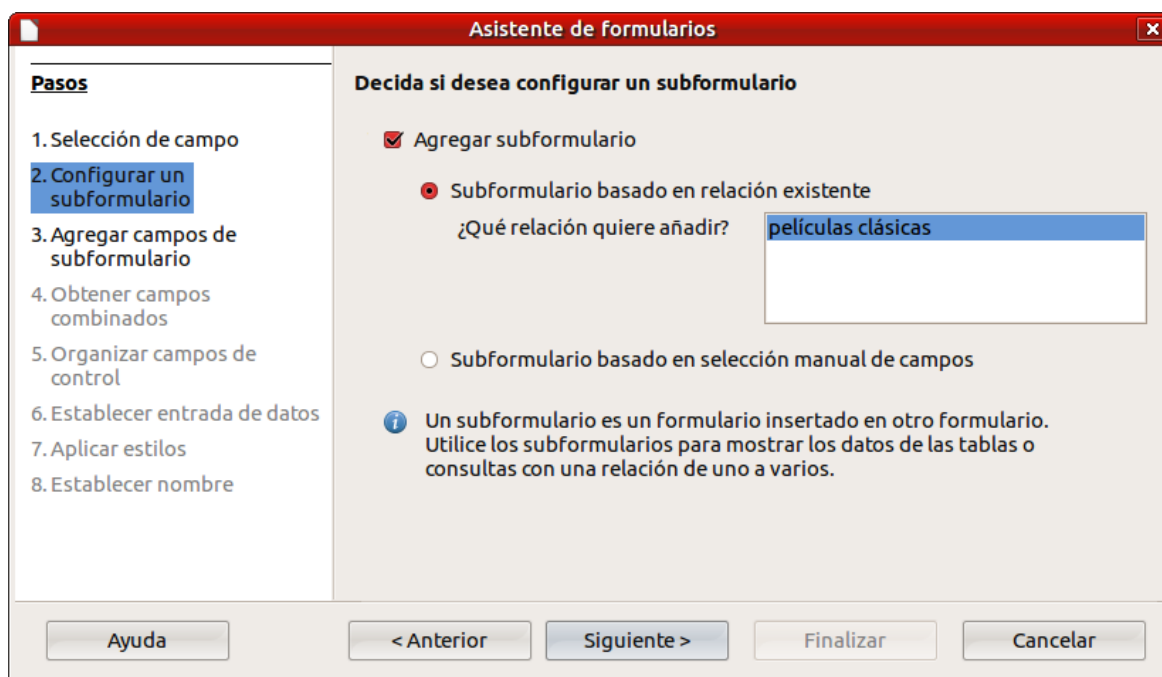 Asistente de formularios
Pasos
1. Selección de campo
2. Configurar un
subformulario
3. Agregar campos de
subformulario
4. Obtener campos
combinados
5. Organizar campos de
control
6. Establecer entrada de datos
7. Aplicar estilos
8. Establecer nombre
Decida si desea configurar un subformulario
Agregar subformulario
Subformulario basado en relación existente
¿Qué relación quiere añadir?
películas clásicas
Subformulario basado en selección manual de campos
Un subformulario es un formulario insertado en otro formulario.
Utilice los subformularios para mostrar los datos de las tablas o
consultas con una relación de uno a varios.
Ayuda
< Anterior
Siguiente >
Finalizar
Cancelar